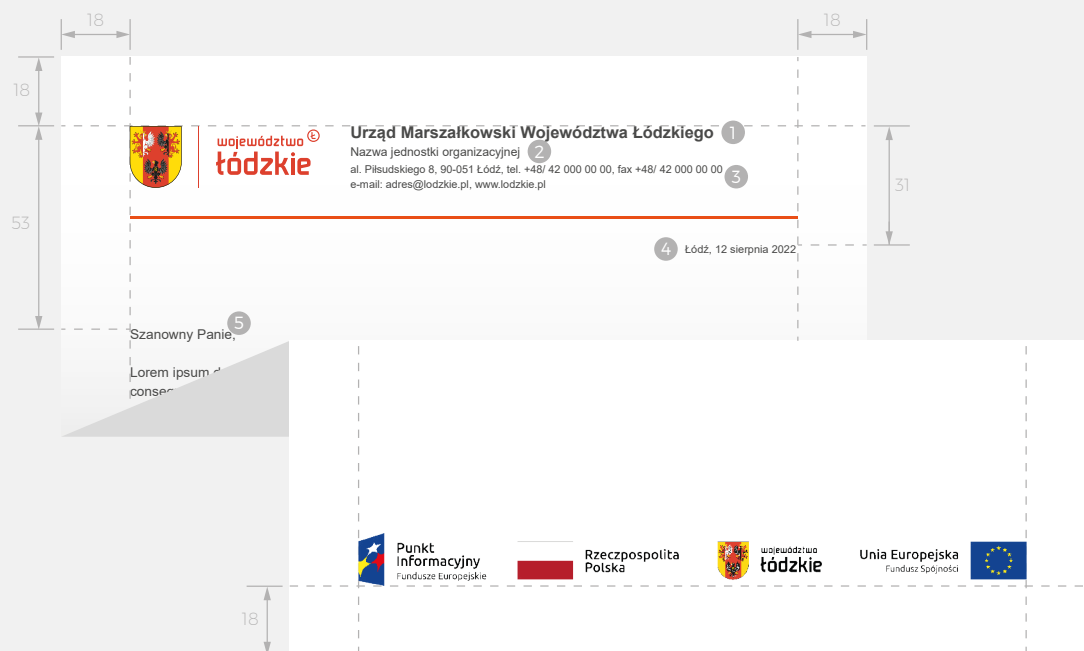 18
18
18
województwo Ł
łódzkie
Urząd Marszałkowski Województwa Łódzkiego 1
Nazwa jednostki organizacyjnej 2
al. Piłsudskiego 8, 90-051 Łódź, tel. +48/ 42 000 00 00, fax +48/ 42 000 00 00
3
e-mail: adres@lodzkie.pl, www.lodzkie.pl
31
53
4 Łódź, 12 sierpnia 2022
5
Szanowny Panie,
Lorem ipsum
Punkt
Informacyjny
Fundusze Europejskie
Rzeczpospolita
Polska
województwo
łódzkie
Unia Europejska
Fundusz Spójności
18